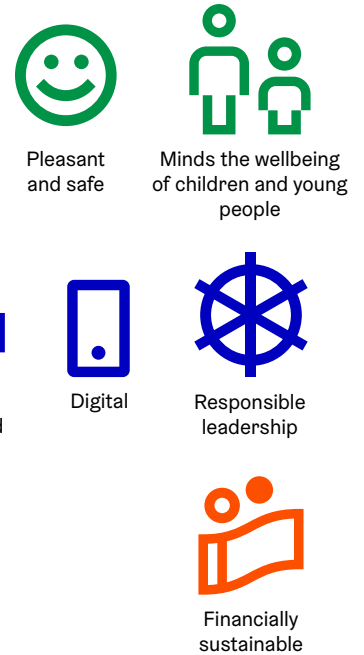 Pleasant
and safe
Minds the wellbeing
of children and young
people
Digital
Responsible
leadership
Financially
sustainable